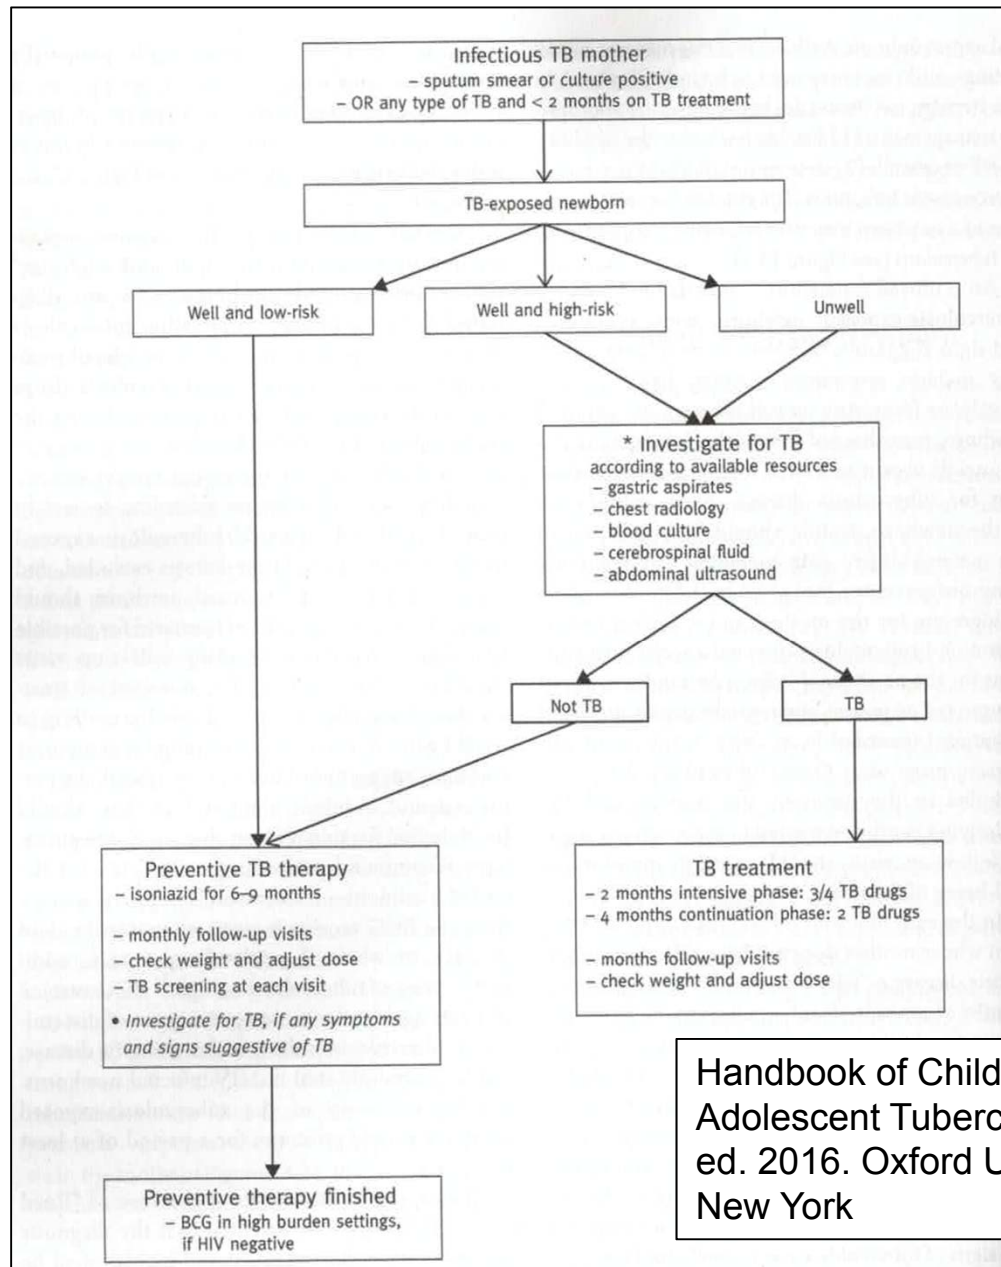 Infectious TB mother
– sputum smear or culture positive
– OR any type of TB and < 2 months on TB treatment
TB-exposed newborn
Well and low-risk
Well and high-risk
Unwell
* Investigate for TB
according to available resources
– gastric aspirates
– chest radiology
– blood culture
– cerebrospinal fluid
– abdominal ultrasound
Not TB
TB
Preventive TB therapy
– isoniazid for 6–9 months
– monthly follow-up visits
– check weight and adjust dose
– TB screening at each visit
* Investigate for TB, if any symptoms
and signs suggestive of TB
TB treatment
– 2 months intensive phase: 3/4 TB drugs
– 4 months continuation phase: 2 TB drugs
– months follow-up visits
– check weight and adjust dose
Preventive therapy finished
– BCG in high burden settings,
if HIV negative
Handbook of Child
Adolescent Tuberc
ed. 2016. Oxford U
New York